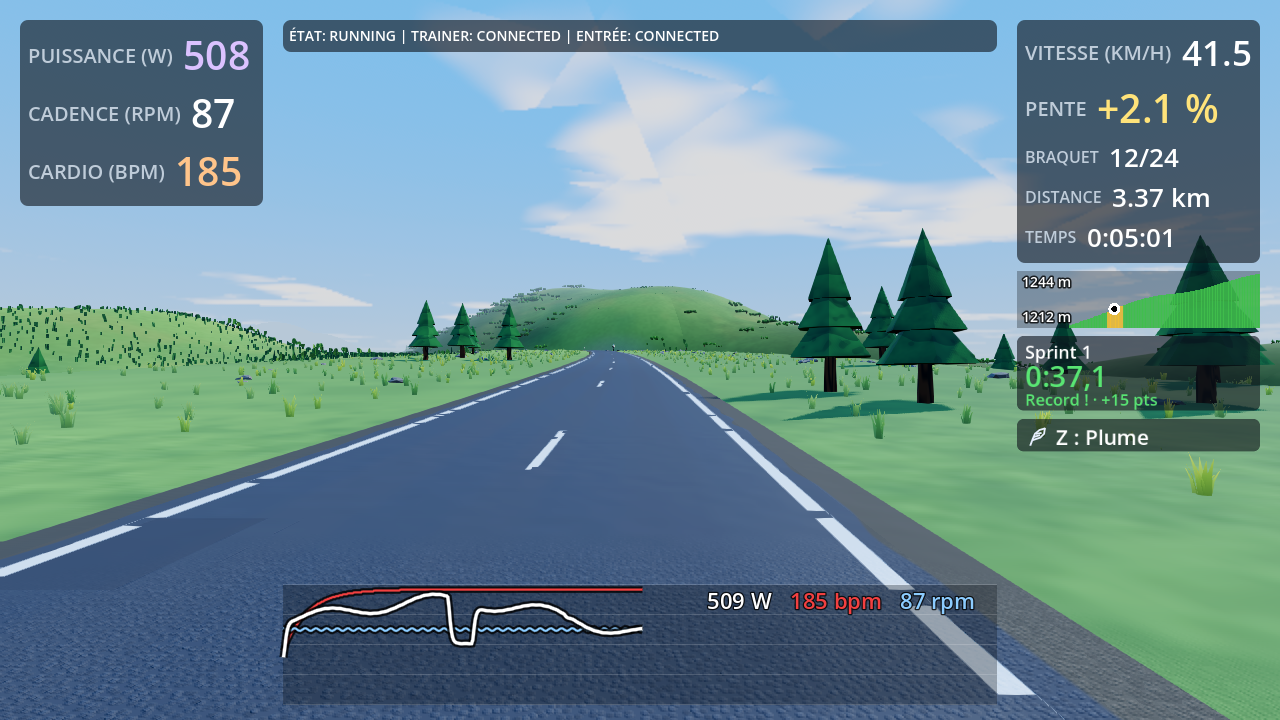 PUISSANCE (W) 508
CADENCE (RPM) 87
CARDIO (BPM) 185
ÉTAT: RUNNING | TRAINER: CONNECTED | ENTRÉE: CONNECTED
VITESSE (KM/H) 41.5
PENTE +2.1 %
BRAQUET 12/24
DISTANCE 3.37 km
TEMPS 0:05:01
1244 m
1212 m
Sprint 1
0:37,1
Record ! · +15 pts
Z : Plume
509 W 185 bpm 87 rpm